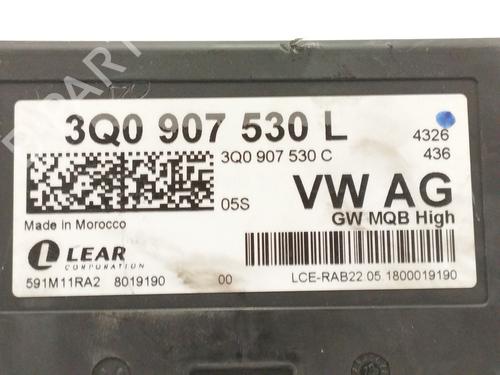 3Q0 907 530 L
4326
3Q0 907 530 C
436
05S
VW AG
GW MQB High
Made in Morocco
LEAR
CORPORATION
591M11RA2 8019190 00
LCE-RAB22 05 1800019190